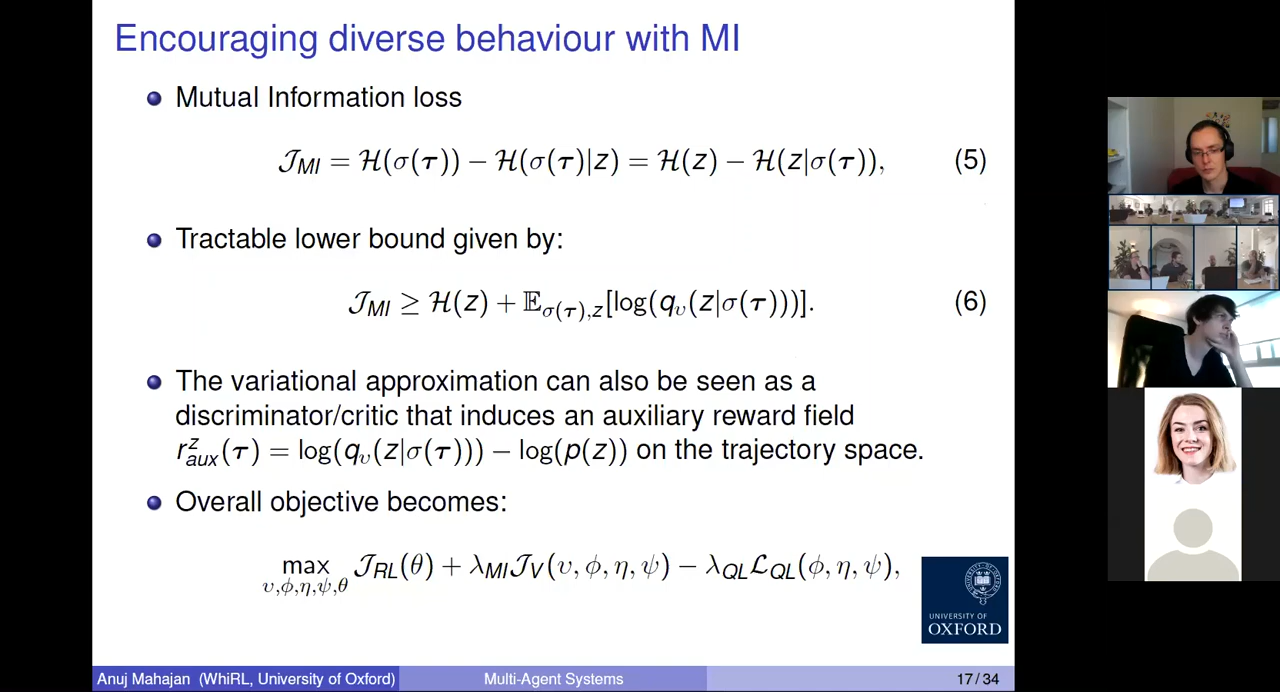 Encouraging diverse behaviour with MI
Mutual Information loss
𝒥_MI = ℋ(σ(τ)) − ℋ(σ(τ)|z) = ℋ(z) − ℋ(z|σ(τ)), (5)
Tractable lower bound given by:
𝒥_MI ≥ ℋ(z) + 𝔼_σ(τ),z[log(q_υ(z|σ(τ)))]. (6)
The variational approximation can also be seen as a
discriminator/critic that induces an auxiliary reward field
r^z_aux(τ) = log(q_υ(z|σ(τ))) − log(p(z)) on the trajectory space.
Overall objective becomes:
max_υ,ϕ,η,ψ,θ 𝒥_RL(θ) + λ_MI 𝒥_V(υ, ϕ, η, ψ) − λ_QL ℒ_QL(ϕ, η, ψ),
UNIVERSITY OF
OXFORD
Anuj Mahajan (WhiRL, University of Oxford) Multi-Agent Systems 17 / 34